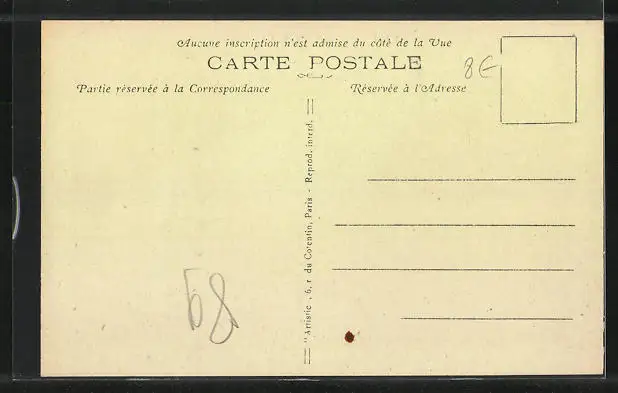 Aucune inscription n'est admise du côté de la Vue
CARTE POSTALE
8€
Partie réservée à la Correspondance
Réservée à l'Adresse
"Artistic", 6, r. du Cotentin, Paris - Reprod. interd.
68